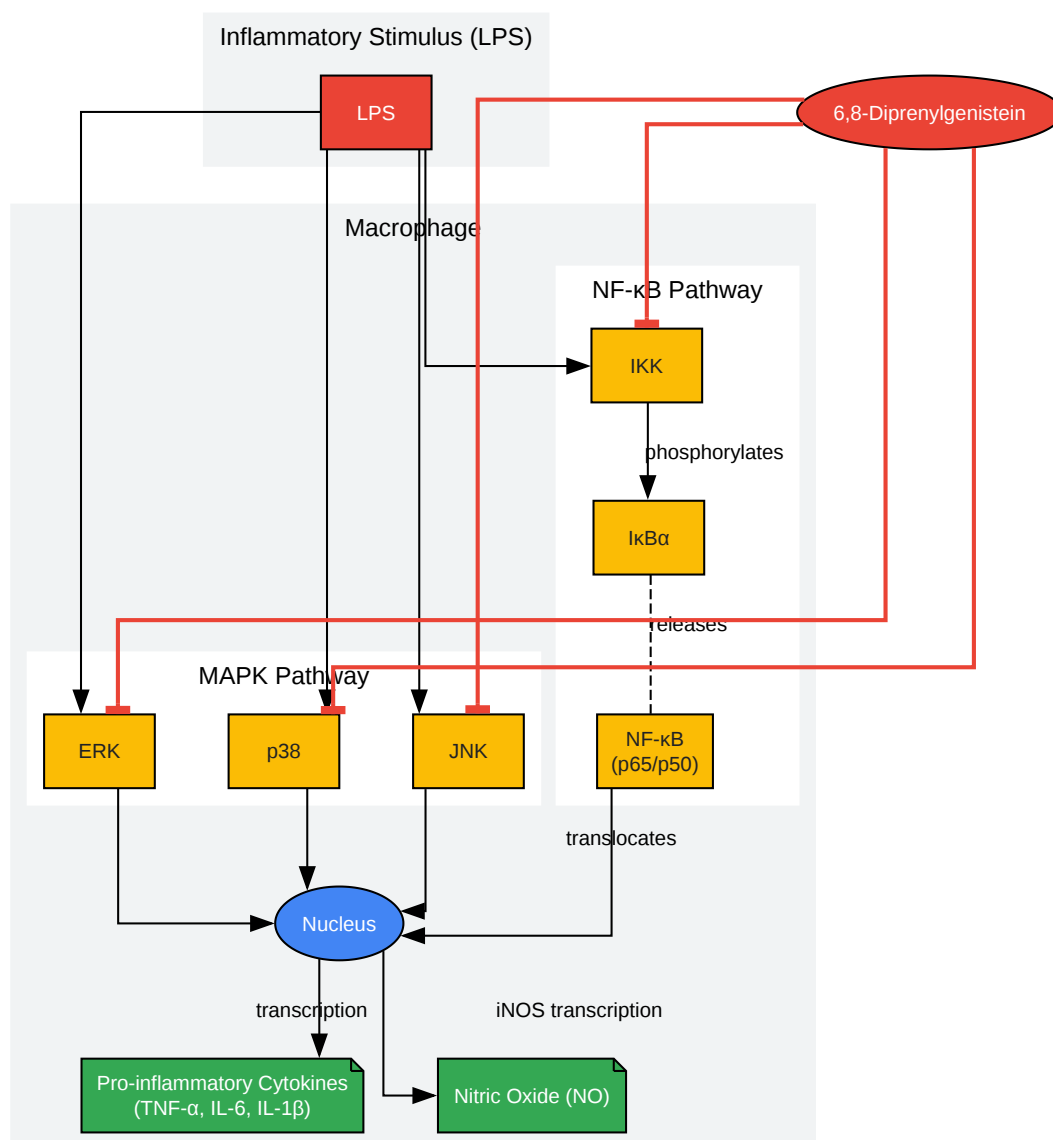 Inflammatory Stimulus (LPS)
LPS
6,8-Diprenylgenistein
Macrophage
NF-κB Pathway
IKK
phosphorylates
IκBα
releases
MAPK Pathway
ERK
p38
JNK
NF-κB
(p65/p50)
translocates
Nucleus
transcription
iNOS transcription
Pro-inflammatory Cytokines
(TNF-α, IL-6, IL-1β)
Nitric Oxide (NO)